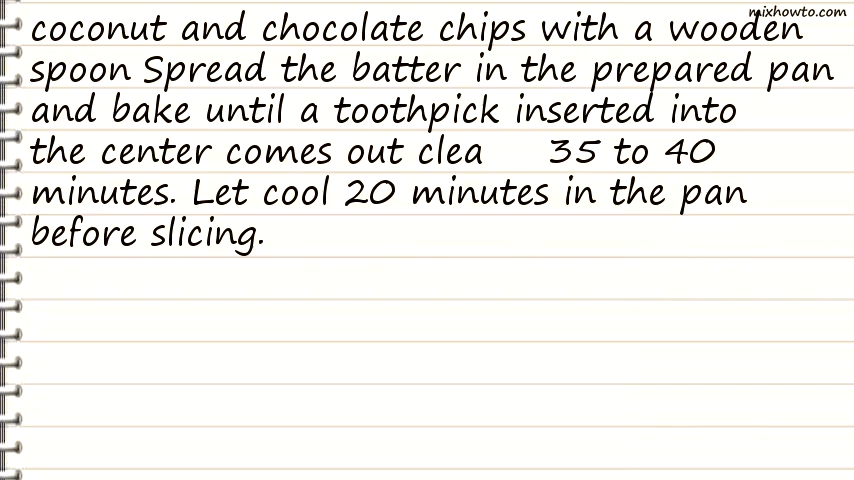 mixhowto.com
coconut and chocolate chips with a wooden
spoon Spread the batter in the prepared pan
and bake until a toothpick inserted into
the center comes out clea 35 to 40
minutes. Let cool 20 minutes in the pan
before slicing.